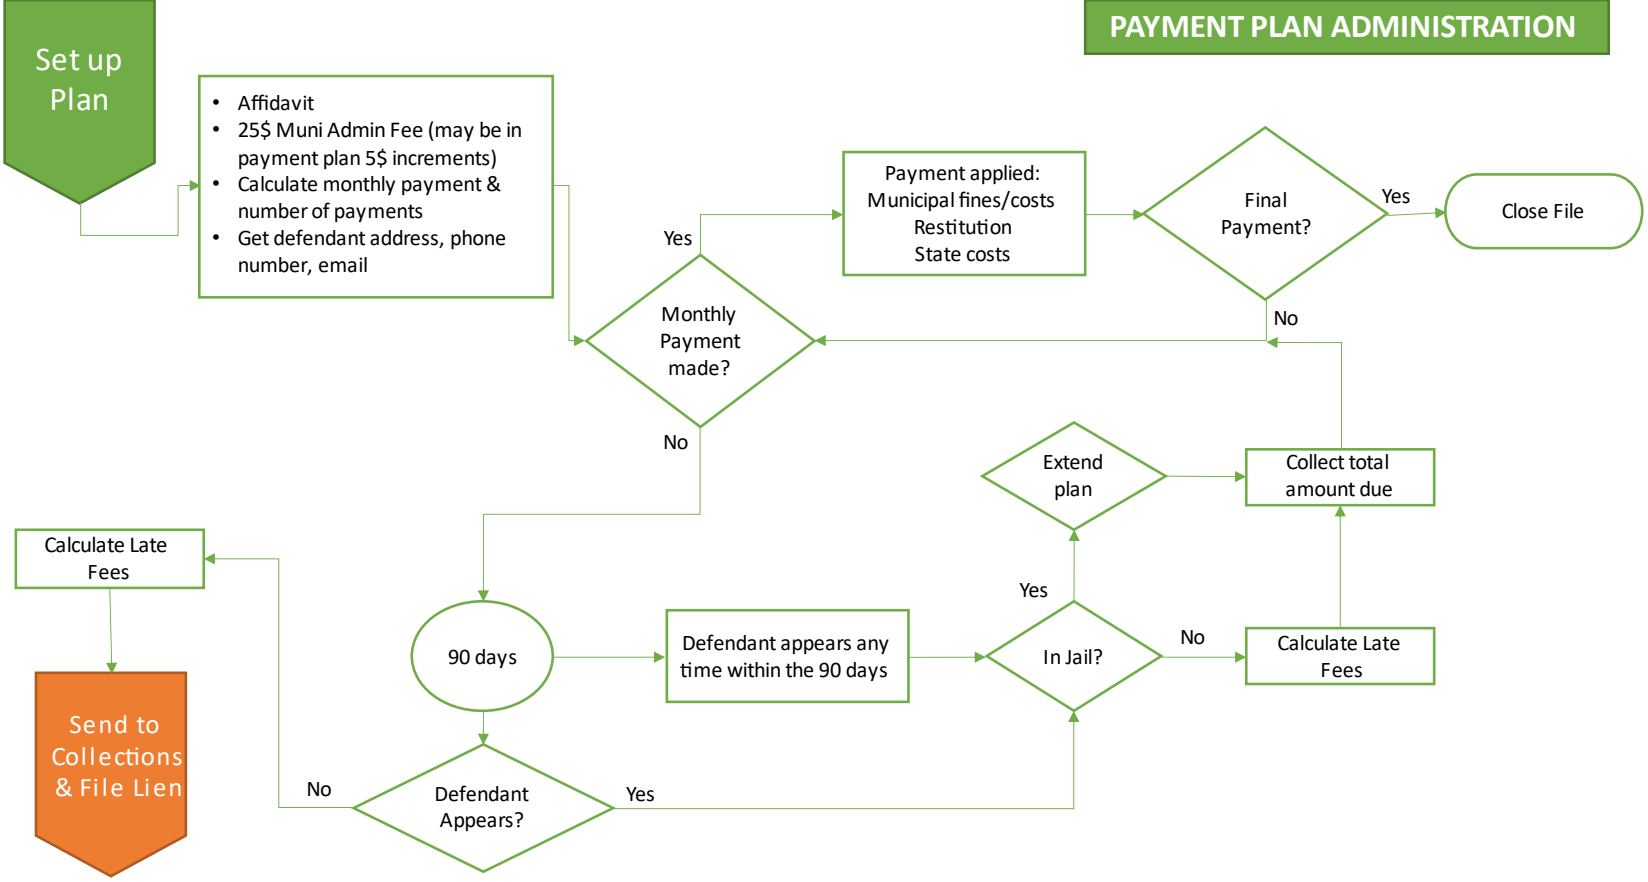 PAYMENT PLAN ADMINISTRATION
Set up
Plan
• Affidavit
• 25$ Muni Admin Fee (may be in
payment plan 5$ increments)
• Calculate monthly payment &
number of payments
• Get defendant address, phone
number, email
Payment applied:
Municipal fines/costs
Restitution
State costs
Final
Payment?
Yes
Close File
Yes
Monthly
Payment
made?
No
No
Extend
plan
Collect total
amount due
Calculate Late
Fees
Yes
90 days
Defendant appears any
time within the 90 days
In Jail?
No
Calculate Late
Fees
Send to
Collections
& File Lien
No
Defendant
Appears?
Yes